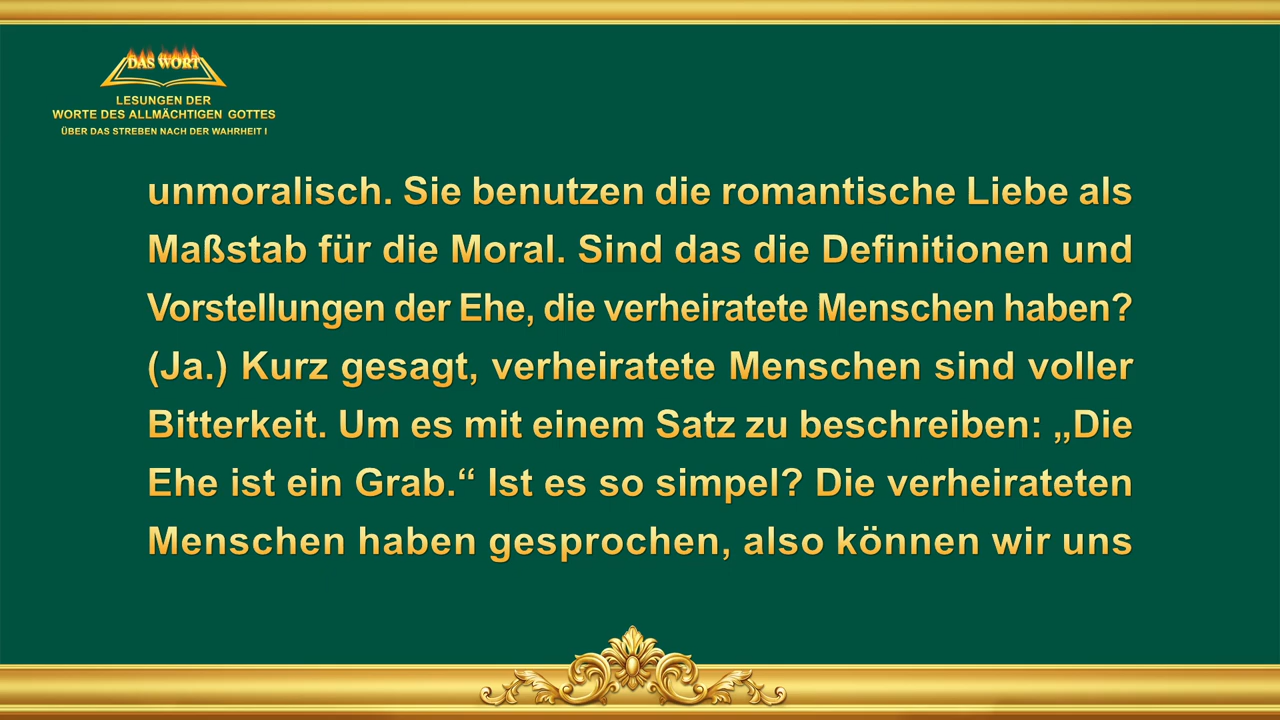 DAS WORT
LESUNGEN DER
WORTE DES ALLMÄCHTIGEN GOTTES
ÜBER DAS STREBEN NACH DER WAHRHEIT I
unmoralisch. Sie benutzen die romantische Liebe als
Maßstab für die Moral. Sind das die Definitionen und
Vorstellungen der Ehe, die verheiratete Menschen haben?
(Ja.) Kurz gesagt, verheiratete Menschen sind voller
Bitterkeit. Um es mit einem Satz zu beschreiben: „Die
Ehe ist ein Grab.“ Ist es so simpel? Die verheirateten
Menschen haben gesprochen, also können wir uns